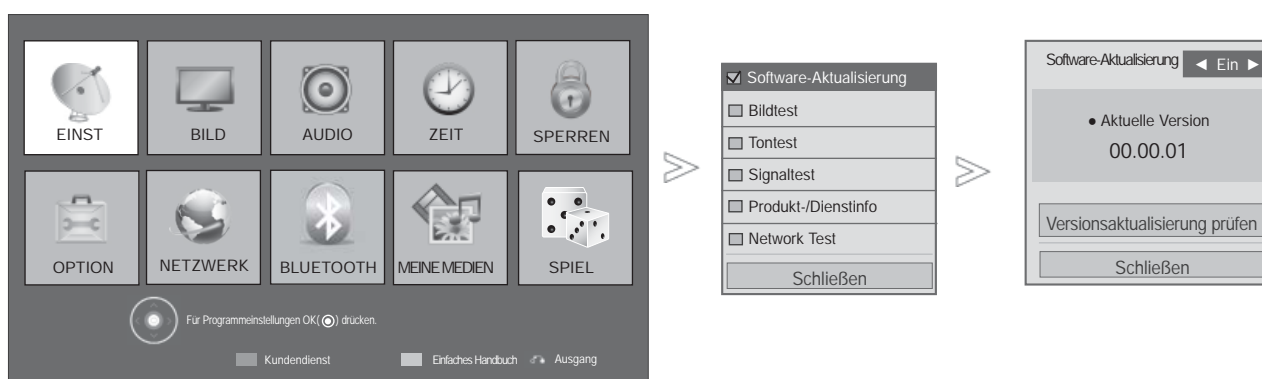 EINST
BILD
AUDIO
ZEIT
SPERREN
OPTION
NETZWERK
BLUETOOTH
MEINE MEDIEN
SPIEL
Für Programmeinstellungen OK( ) drücken.
Kundendienst
Einfaches Handbuch
Ausgang
Software-Aktualisierung
Bildtest
Tontest
Signaltest
Produkt-/Dienstinfo
Network Test
Schließen
Software-Aktualisierung ◄ Ein ►
• Aktuelle Version
00.00.01
Versionsaktualisierung prüfen
Schließen